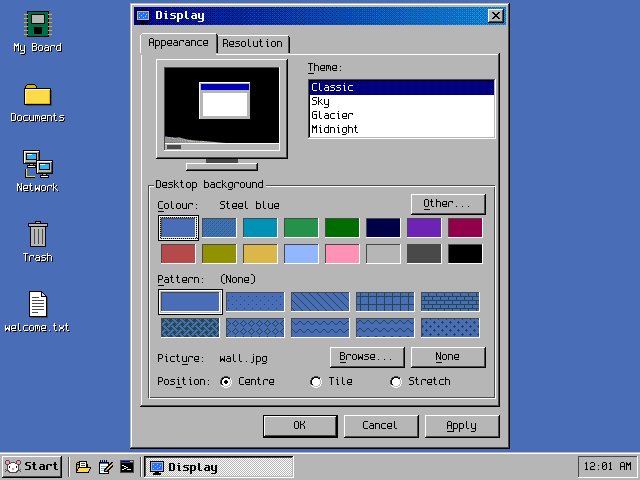 Display
My Board
Documents
Network
Trash
welcome.txt
Appearance
Resolution
Theme:
Classic
Sky
Glacier
Midnight
Desktop background
Colour: Steel blue
Other...
Pattern: (None)
Picture: wall.jpg
Browse...
None
Position: Centre Tile Stretch
OK
Cancel
Apply
Start
Display
12:01 AM